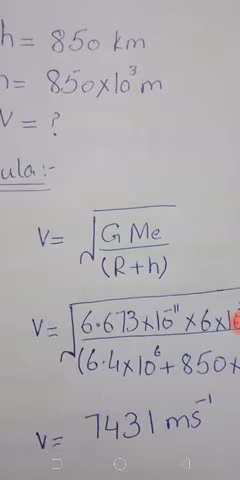 h = 850 km
= 850×10³ m
V = ?
ula:-
V = √(G Me / (R+h))
V = √(6.673×10⁻¹¹ ×6×10 / (6.4×10⁶ + 850×
V = 7431 ms⁻¹